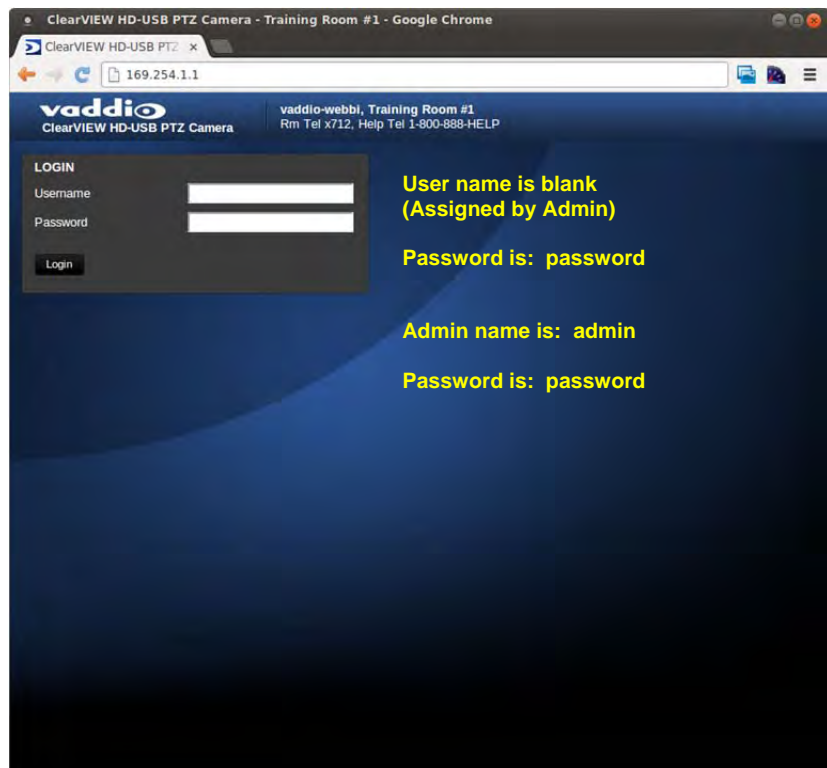 ClearVIEW HD-USB PTZ Camera - Training Room #1 - Google Chrome
ClearVIEW HD-USB PTZ
169.254.1.1
vaddio
ClearVIEW HD-USB PTZ Camera
vaddio-webbi, Training Room #1
Rm Tel x712, Help Tel 1-800-888-HELP
LOGIN
Username
Password
Login
User name is blank
(Assigned by Admin)
Password is: password
Admin name is: admin
Password is: password